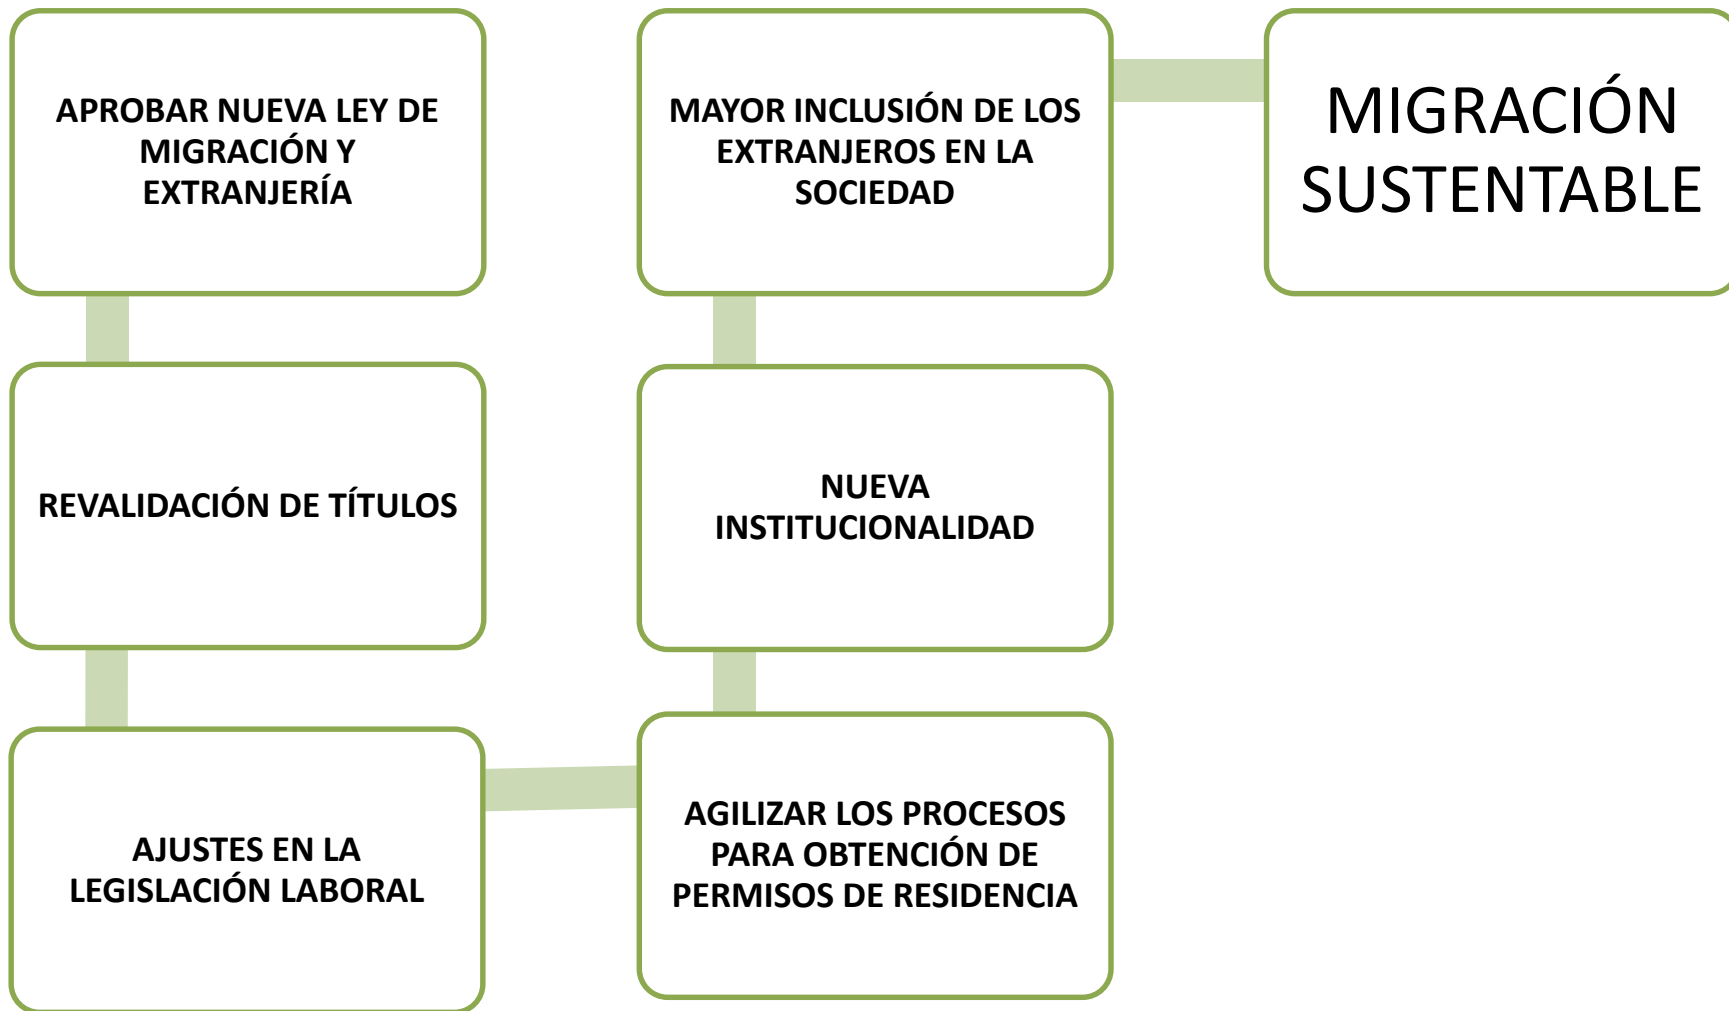 APROBAR NUEVA LEY DE
MIGRACIÓN Y
EXTRANJERÍA
REVALIDACIÓN DE TÍTULOS
AJUSTES EN LA
LEGISLACIÓN LABORAL
AGILIZAR LOS PROCESOS
PARA OBTENCIÓN DE
PERMISOS DE RESIDENCIA
NUEVA
INSTITUCIONALIDAD
MAYOR INCLUSIÓN DE LOS
EXTRANJEROS EN LA
SOCIEDAD
MIGRACIÓN
SUSTENTABLE